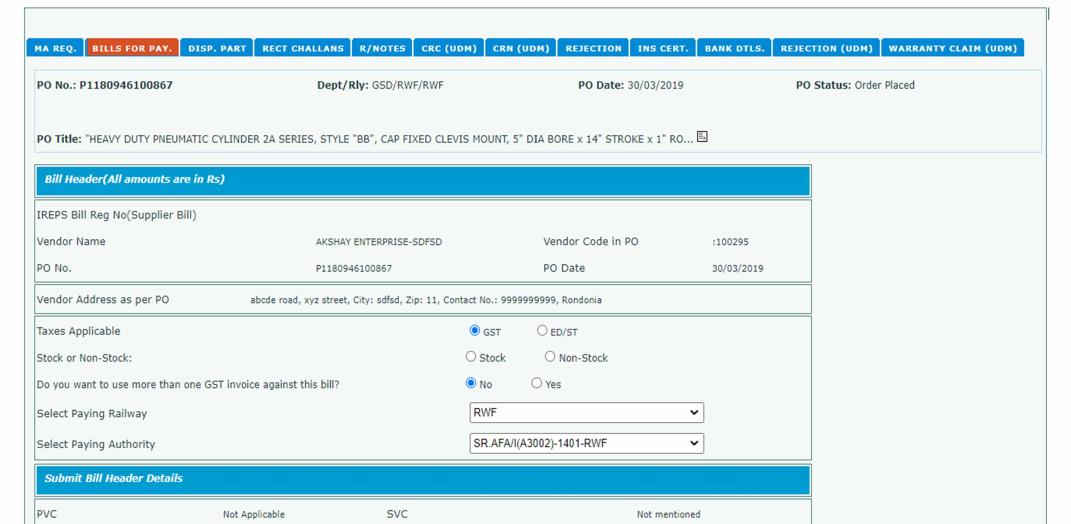 MA REQ. BILLS FOR PAY. DISP. PART RECT CHALLANS R/NOTES CRC (UDM) CRN (UDM) REJECTION INS CERT. BANK DTLS. REJECTION (UDM) WARRANTY CLAIM (UDM)
PO No.: P1180946100867 Dept/Rly: GSD/RWF/RWF PO Date: 30/03/2019 PO Status: Order Placed
PO Title: "HEAVY DUTY PNEUMATIC CYLINDER 2A SERIES, STYLE "BB", CAP FIXED CLEVIS MOUNT, 5" DIA BORE x 14" STROKE x 1" RO...
Bill Header(All amounts are in Rs)
IREPS Bill Reg No(Supplier Bill)
Vendor Name AKSHAY ENTERPRISE-SDFSD Vendor Code in PO :100295
PO No. P1180946100867 PO Date 30/03/2019
Vendor Address as per PO abcde road, xyz street, City: sdfsd, Zip: 11, Contact No.: 9999999999, Rondonia
Taxes Applicable GST ED/ST
Stock or Non-Stock: Stock Non-Stock
Do you want to use more than one GST invoice against this bill? No Yes
Select Paying Railway RWF
Select Paying Authority SR.AFA/I(A3002)-1401-RWF
Submit Bill Header Details
PVC Not Applicable SVC Not mentioned